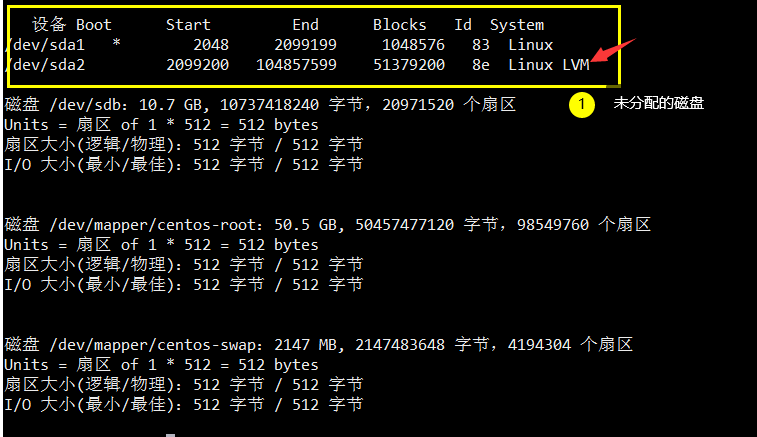 设备 Boot Start End Blocks Id System
/dev/sda1 * 2048 2099199 1048576 83 Linux
/dev/sda2 2099200 104857599 51379200 8e Linux LVM
磁盘 /dev/sdb：10.7 GB, 10737418240 字节，20971520 个扇区
1 未分配的磁盘
Units = 扇区 of 1 * 512 = 512 bytes
扇区大小(逻辑/物理)：512 字节 / 512 字节
I/O 大小(最小/最佳)：512 字节 / 512 字节
磁盘 /dev/mapper/centos-root：50.5 GB, 50457477120 字节，98549760 个扇区
Units = 扇区 of 1 * 512 = 512 bytes
扇区大小(逻辑/物理)：512 字节 / 512 字节
I/O 大小(最小/最佳)：512 字节 / 512 字节
磁盘 /dev/mapper/centos-swap：2147 MB, 2147483648 字节，4194304 个扇区
Units = 扇区 of 1 * 512 = 512 bytes
扇区大小(逻辑/物理)：512 字节 / 512 字节
I/O 大小(最小/最佳)：512 字节 / 512 字节